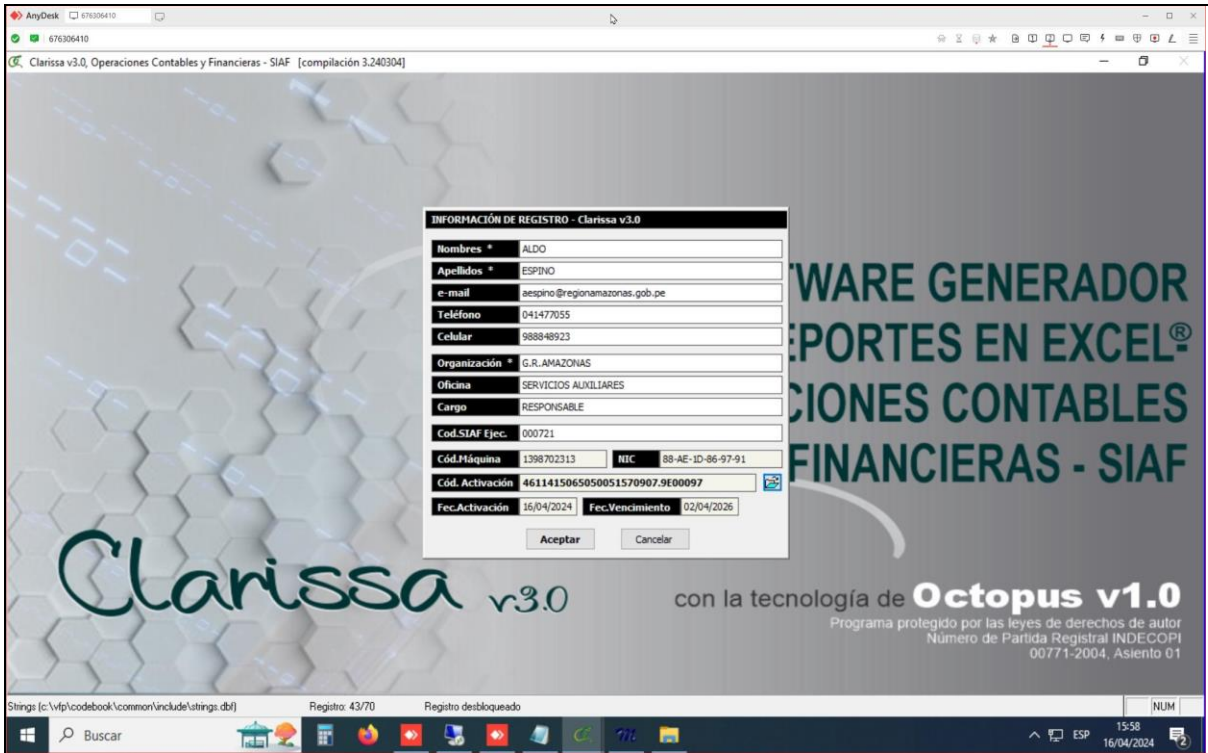 AnyDesk 676306410
676306410
Clarissa v3.0, Operaciones Contables y Financieras - SIAF [compilación 3.240304]
INFORMACIÓN DE REGISTRO - Clarissa v3.0
Nombres * ALDO
Apellidos * ESPINO
e-mail aespino@regionamazonas.gob.pe
Teléfono 041477055
Celular 988848923
Organización * G.R.AMAZONAS
Oficina SERVICIOS AUXILIARES
Cargo RESPONSABLE
Cod.SIAF Ejec. 000721
Cód.Máquina 1398702313 NIC 88-AE-1D-86-97-91
Cód. Activación 4611415065050051570907.9E00097
Fec.Activación 16/04/2024 Fec.Vencimiento 02/04/2026
Aceptar Cancelar
WARE GENERADOR
EPORTES EN EXCEL®
CIONES CONTABLES
FINANCIERAS - SIAF
Clarissa v3.0
con la tecnología de Octopus v1.0
Programa protegido por las leyes de derechos de autor
Número de Partida Registral INDECOPI
00771-2004, Asiento 01
Strings (c:\vfp\codebook\common\include\strings.dbf) Registro: 43/70 Registro desbloqueado NUM
Buscar ESP 15:58
16/04/2024 2